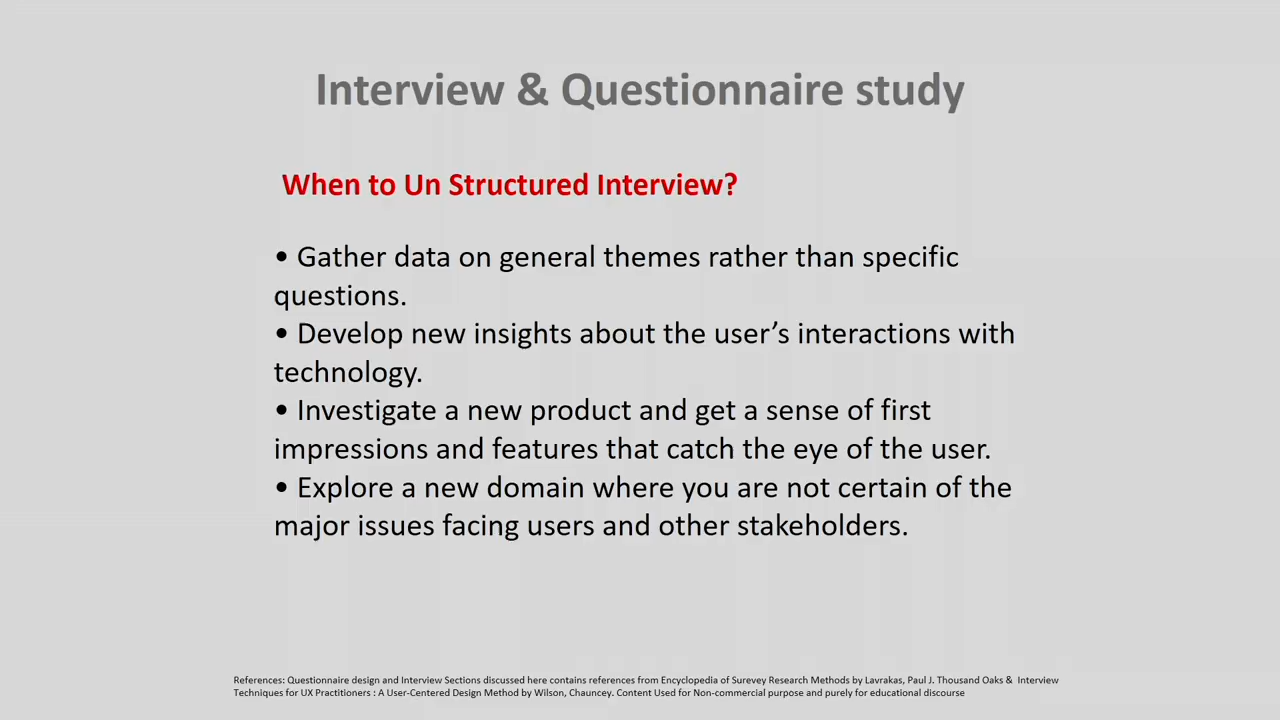 Interview & Questionnaire study
When to Un Structured Interview?
• Gather data on general themes rather than specific
questions.
• Develop new insights about the user’s interactions with
technology.
• Investigate a new product and get a sense of first
impressions and features that catch the eye of the user.
• Explore a new domain where you are not certain of the
major issues facing users and other stakeholders.
References: Questionnaire design and Interview Sections discussed here contains references from Encyclopedia of Surevey Research Methods by Lavrakas, Paul J. Thousand Oaks & Interview
Techniques for UX Practitioners : A User-Centered Design Method by Wilson, Chauncey. Content Used for Non-commercial purpose and purely for educational discourse